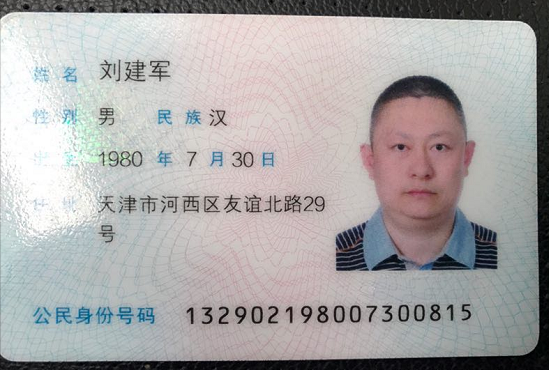 姓名 刘建军
性别 男 民族 汉
出生 1980 年 7 月 30 日
住址 天津市河西区友谊北路29
号
公民身份号码 132902198007300815